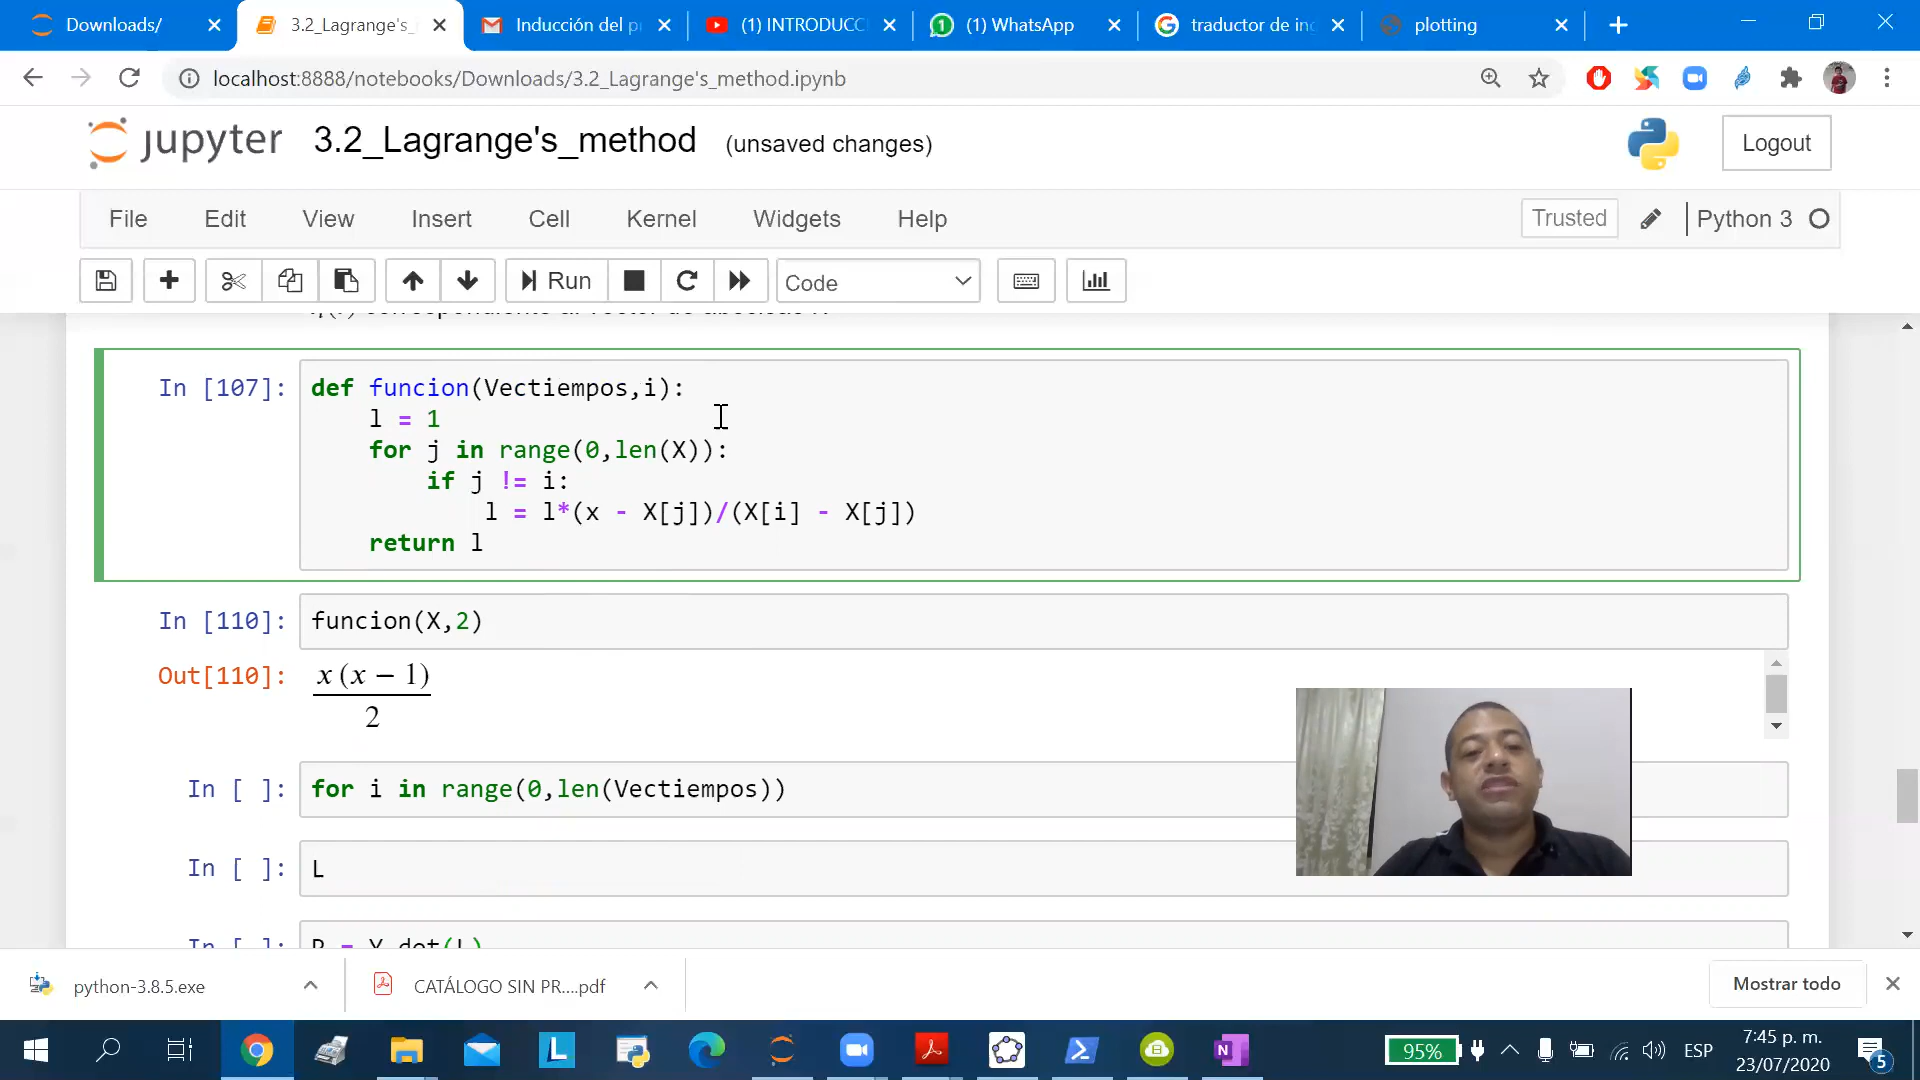 Downloads/
3.2_Lagrange's_
Inducción del p
(1) INTRODUCC
(1) WhatsApp
traductor de in
plotting
localhost:8888/notebooks/Downloads/3.2_Lagrange's_method.ipynb
jupyter 3.2_Lagrange's_method (unsaved changes)
Logout
File Edit View Insert Cell Kernel Widgets Help
Trusted Python 3
Run Code
In [107]: def funcion(Vectiempos,i):
l = 1
for j in range(0,len(X)):
if j != i:
l = l*(x - X[j])/(X[i] - X[j])
return l
In [110]: funcion(X,2)
Out[110]: x (x − 1)
2
In [ ]: for i in range(0,len(Vectiempos))
In [ ]: L
python-3.8.5.exe
CATÁLOGO SIN PR....pdf
Mostrar todo
95%
ESP
7:45 p. m.
23/07/2020
5